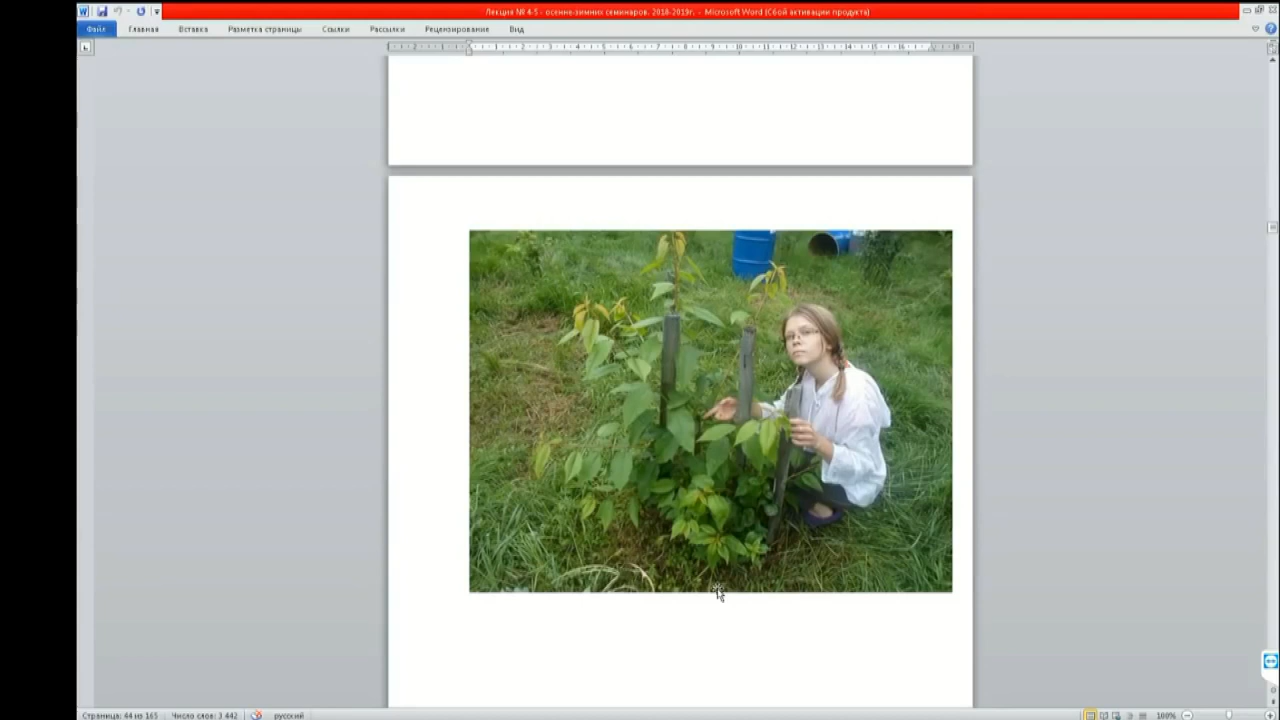 Лекция № 4-5 - осенне-зимних семинаров. 2018-2019г. - Microsoft Word (Сбой активации продукта)
Файл Главная Вставка Разметка страницы Ссылки Рассылки Рецензирование Вид
Страница: 44 из 165 Число слов: 3 442 русский 100%